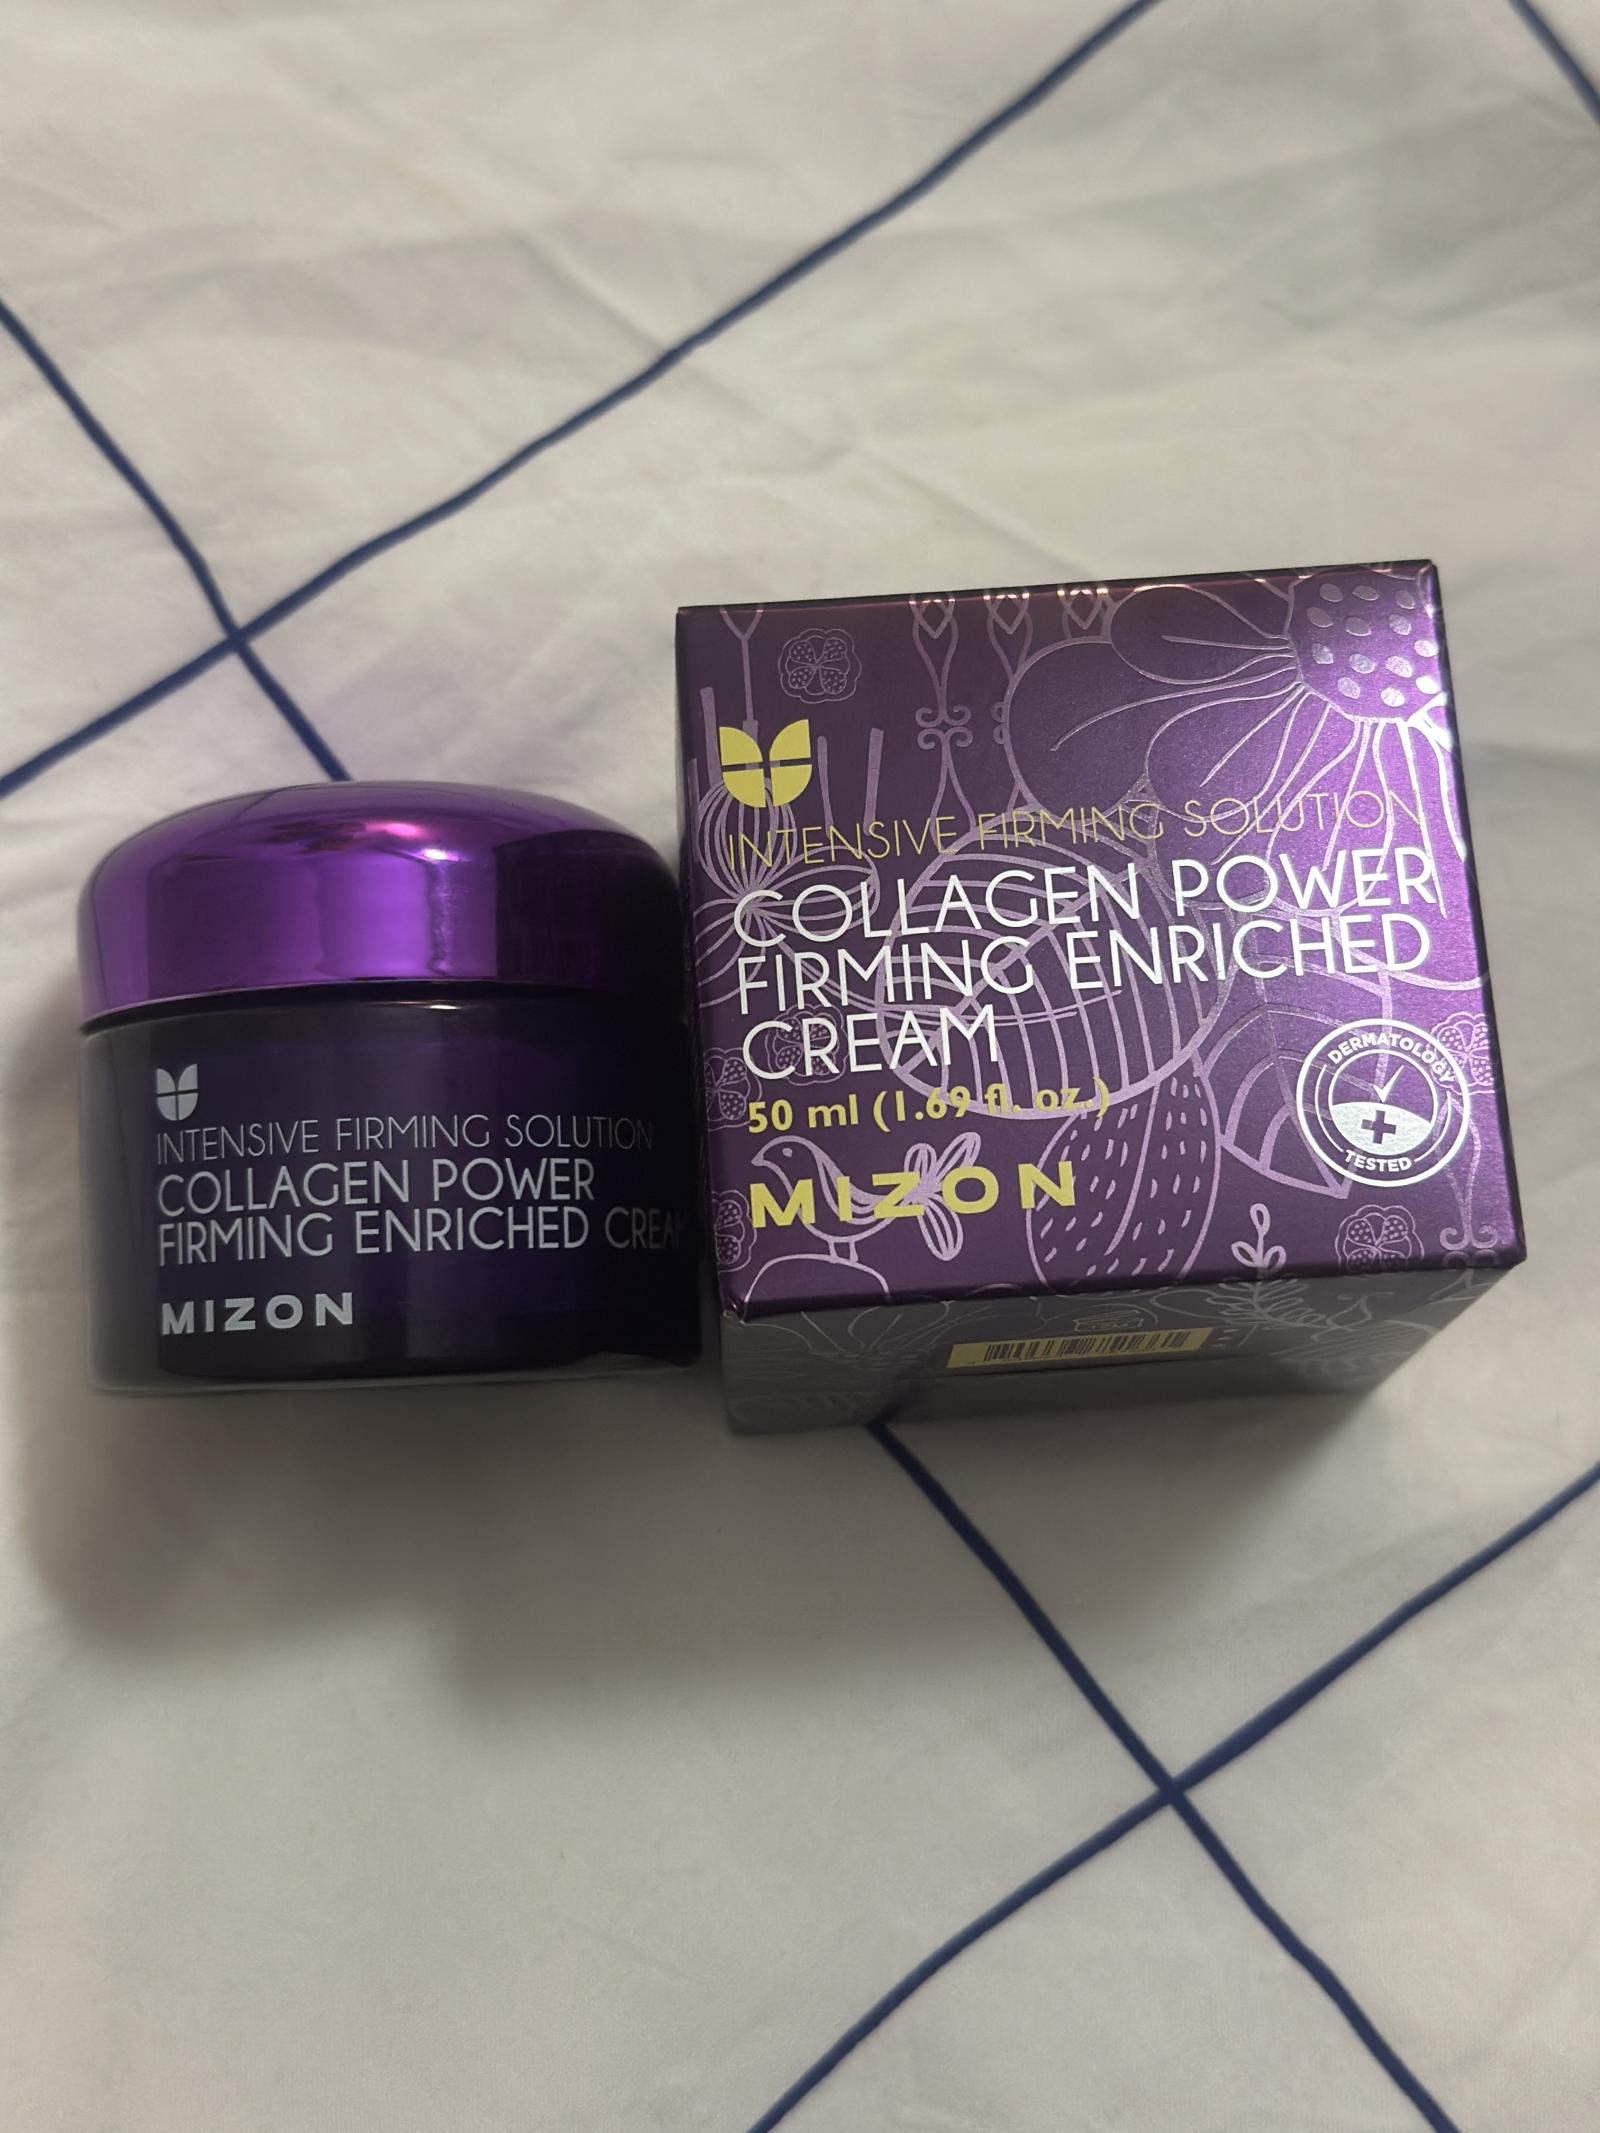 INTENSIVE FIRMING SOLUTION
COLLAGEN POWER
FIRMING ENRICHED CREAM
MIZON
INTENSIVE FIRMING SOLUTION
COLLAGEN POWER
FIRMING ENRICHED
CREAM
50 ml (1.69 fl. oz.)
MIZON
DERMATOLOGY
TESTED